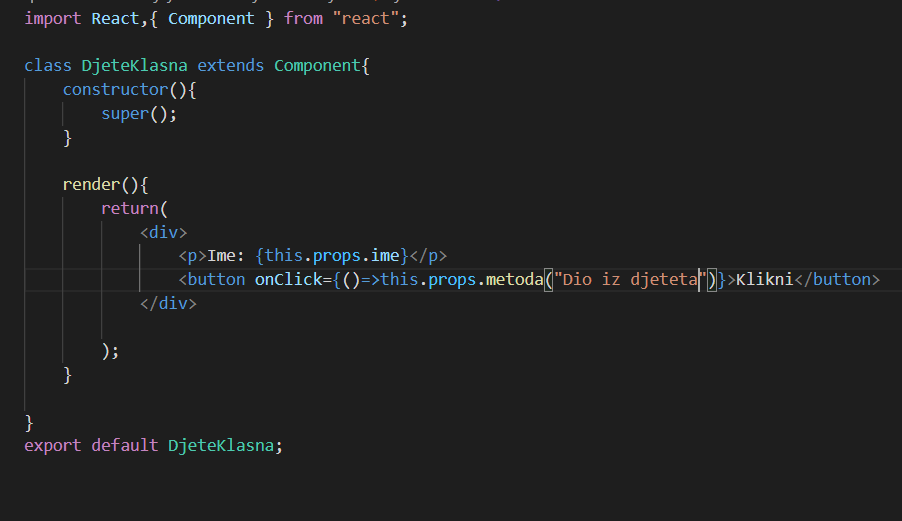 import React,{ Component } from "react";
class DjeteKlasna extends Component{
constructor(){
super();
}
render(){
return(
<div>
<p>Ime: {this.props.ime}</p>
<button onClick={()=>this.props.metoda("Dio iz djeteta")}>Klikni</button>
</div>
);
}
}
export default DjeteKlasna;